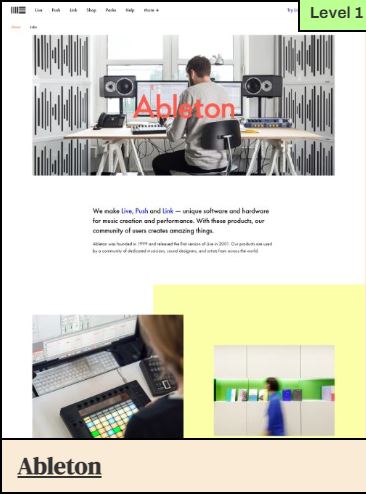 Level 1
Live Push Link Shop Packs Help More +
Try
About Jobs
Ableton
We make Live, Push and Link — unique software and hardware
for music creation and performance. With these products, our
community of users creates amazing things.
Ableton was founded in 1999 and released the first version of Live in 2001. Our products are used
by a community of dedicated musicians, sound designers, and artists from across the world.
Ableton